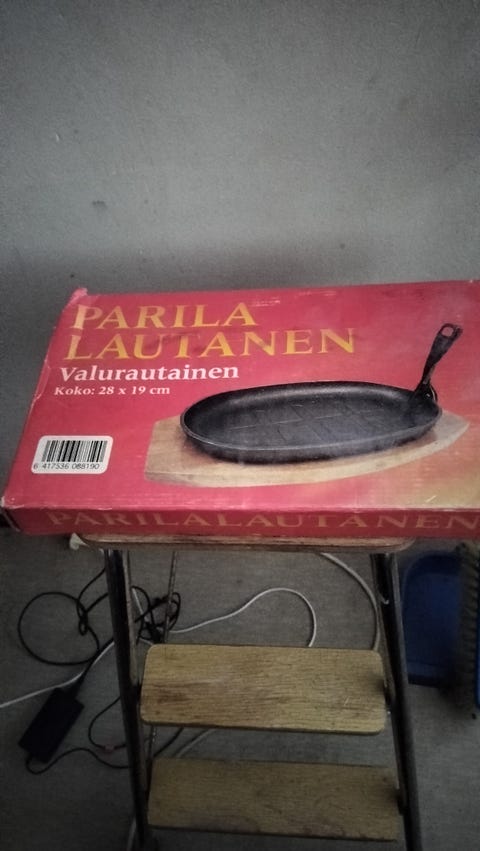 PARILA
LAUTANEN
Valurautainen
Koko: 28 x 19 cm
6 417536 088190
PARILALAUTANEN